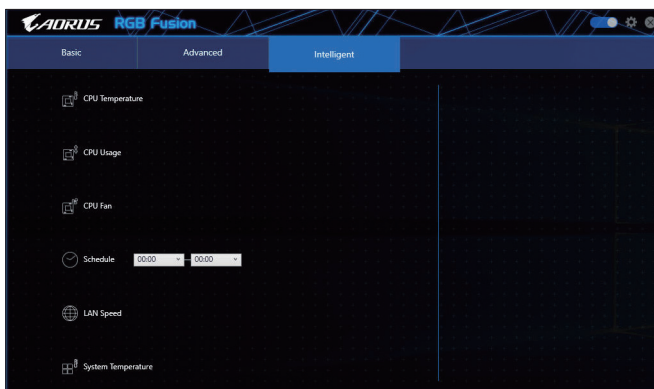 AORUS RGB Fusion
Basic Advanced Intelligent
CPU Temperature
CPU Usage
CPU Fan
Schedule 00:00 – 00:00
LAN Speed
System Temperature